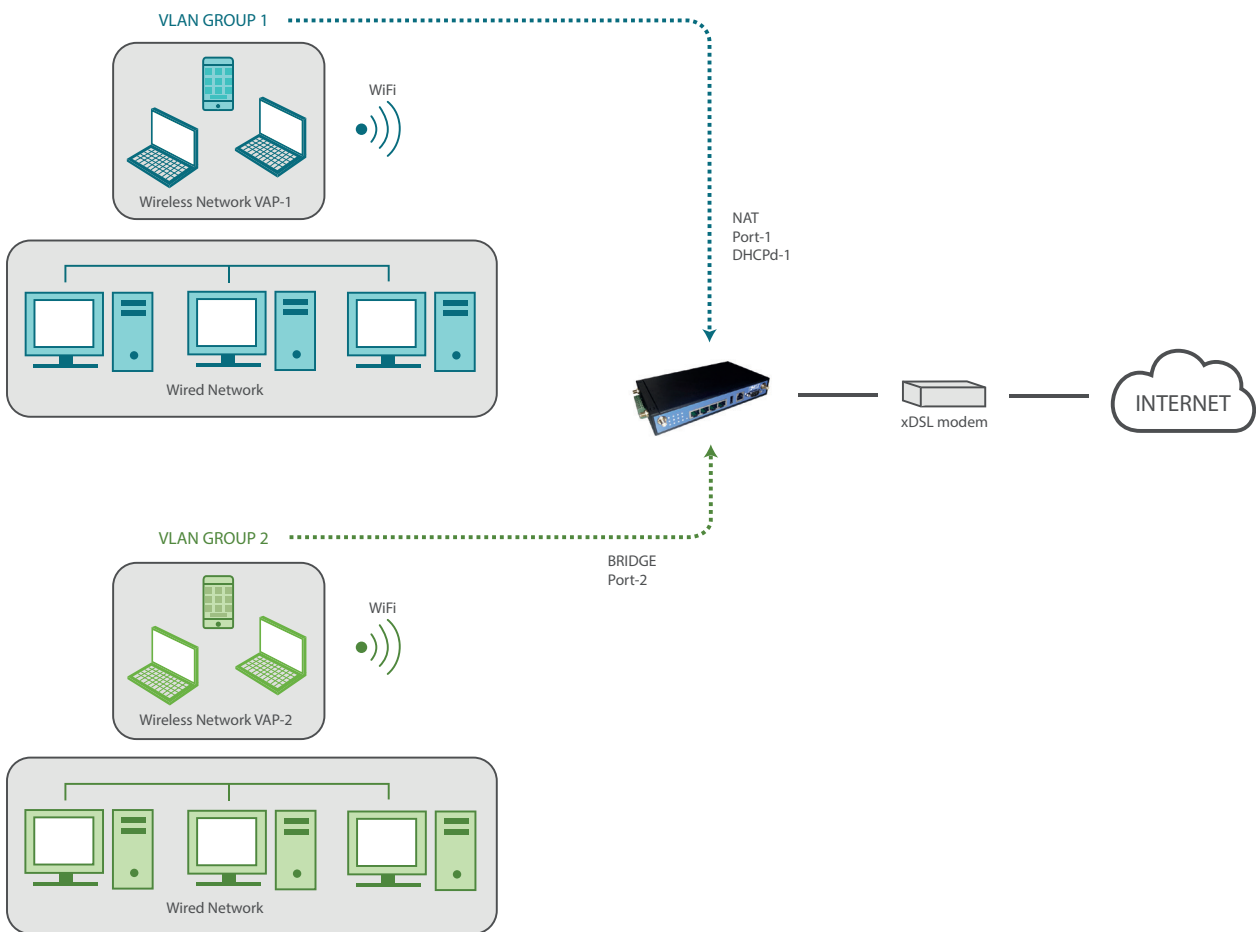 VLAN GROUP 1
WiFi
Wireless Network VAP-1
NAT
Port-1
DHCPd-1
Wired Network
xDSL modem
INTERNET
VLAN GROUP 2
BRIDGE
Port-2
WiFi
Wireless Network VAP-2
Wired Network